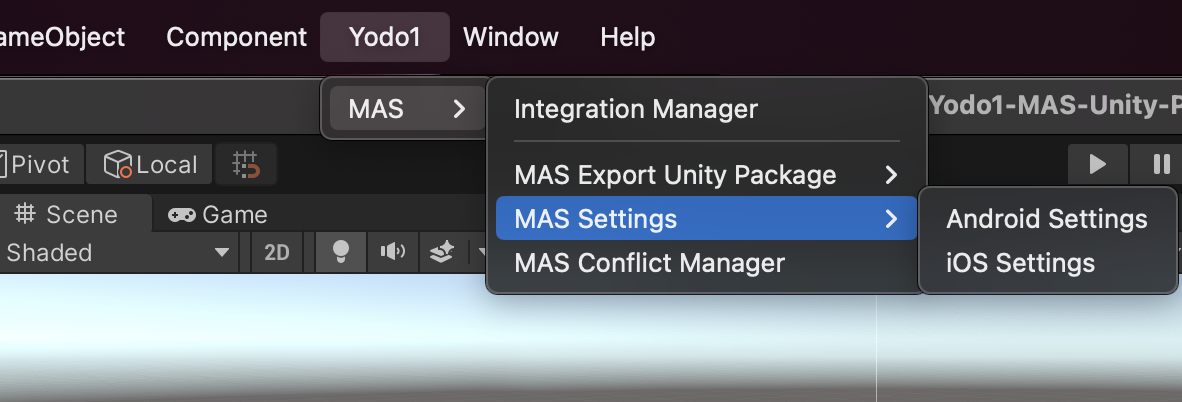 ameObject Component Yodo1 Window Help
MAS
Integration Manager
Yodo1-MAS-Unity-P
MAS Export Unity Package
MAS Settings
MAS Conflict Manager
Android Settings
iOS Settings
Pivot Local
Scene Game
Shaded 2D